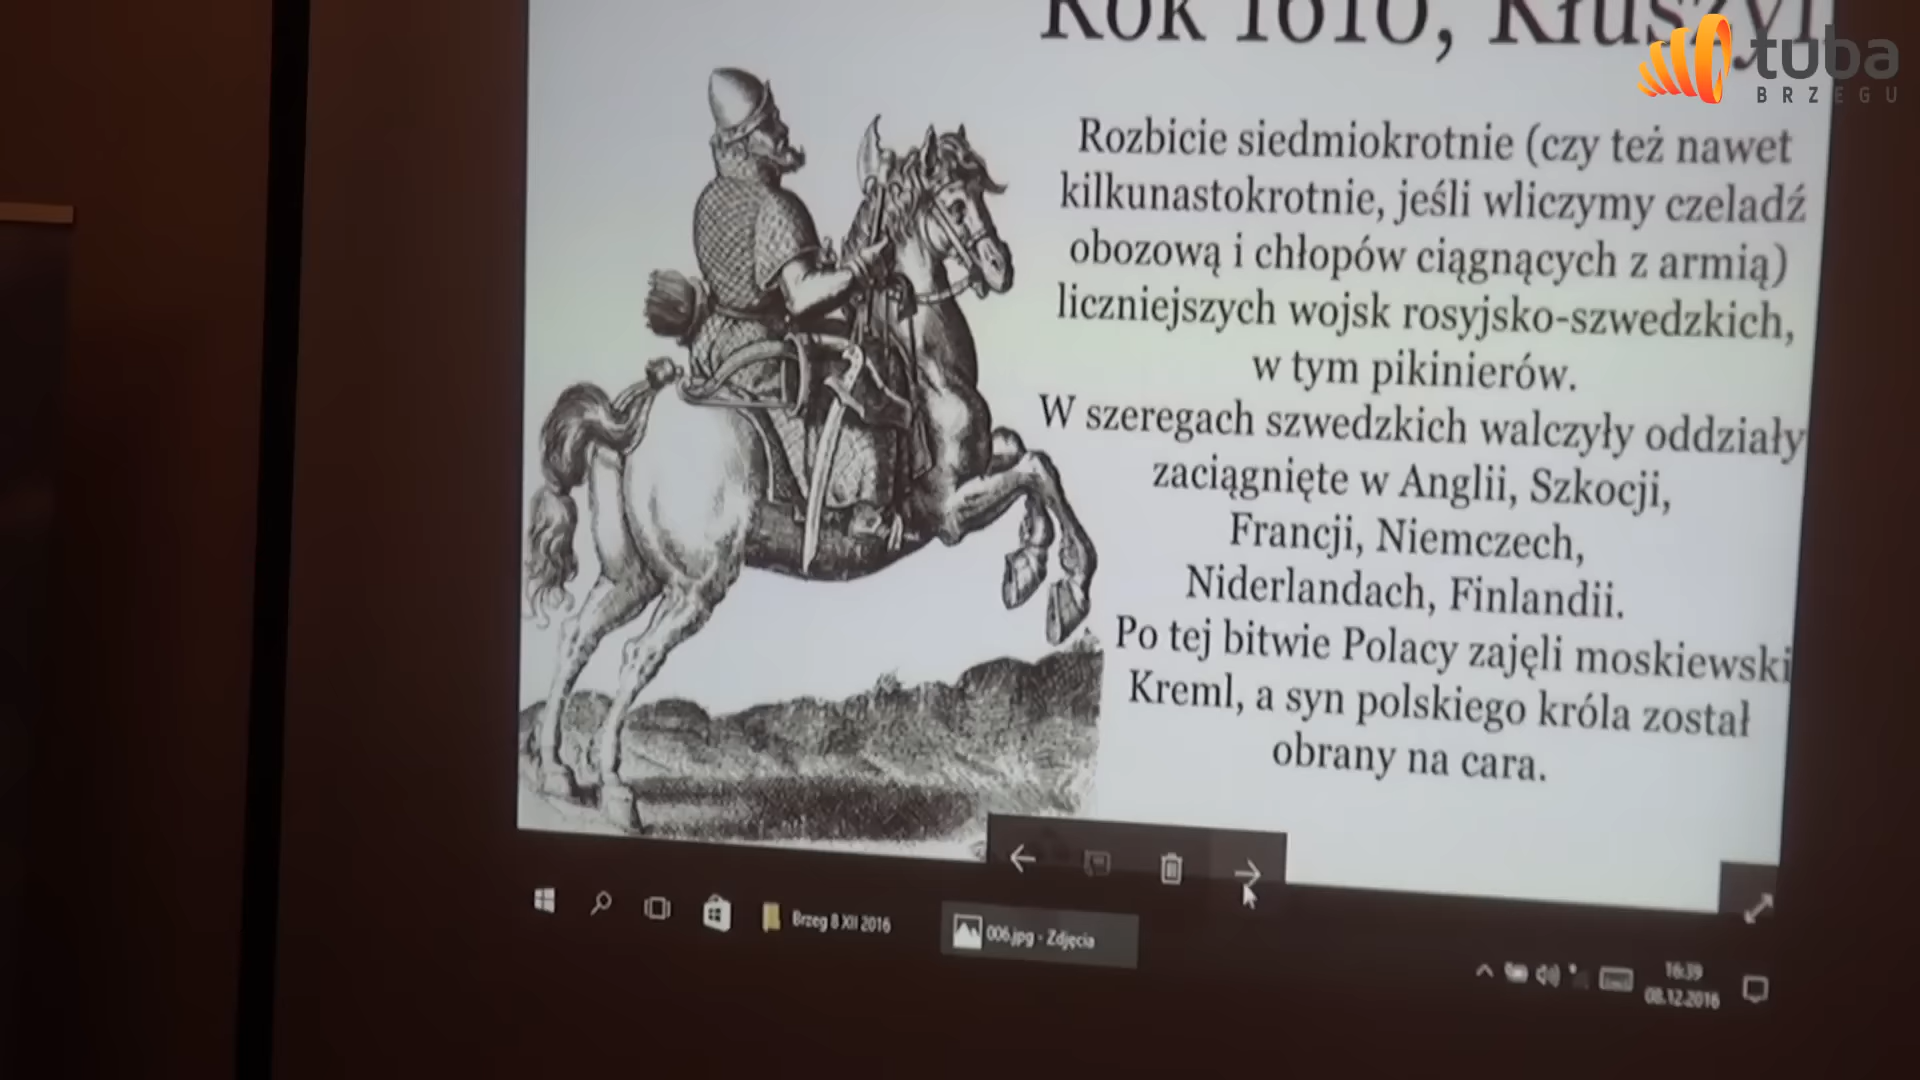 Rok 1610, Kłuszyn
tuba
BRZEGU
Rozbicie siedmiokrotnie (czy też nawet
kilkunastokrotnie, jeśli wliczymy czeladź
obozową i chłopów ciągnących z armią)
liczniejszych wojsk rosyjsko-szwedzkich,
w tym pikinierów.
W szeregach szwedzkich walczyły oddziały
zaciągnięte w Anglii, Szkocji,
Francji, Niemczech,
Niderlandach, Finlandii.
Po tej bitwie Polacy zajęli moskiewski
Kreml, a syn polskiego króla został
obrany na cara.
Brzeg 8 XII 2016
006.jpg - Zdjęcia
16:39
08.12.2016